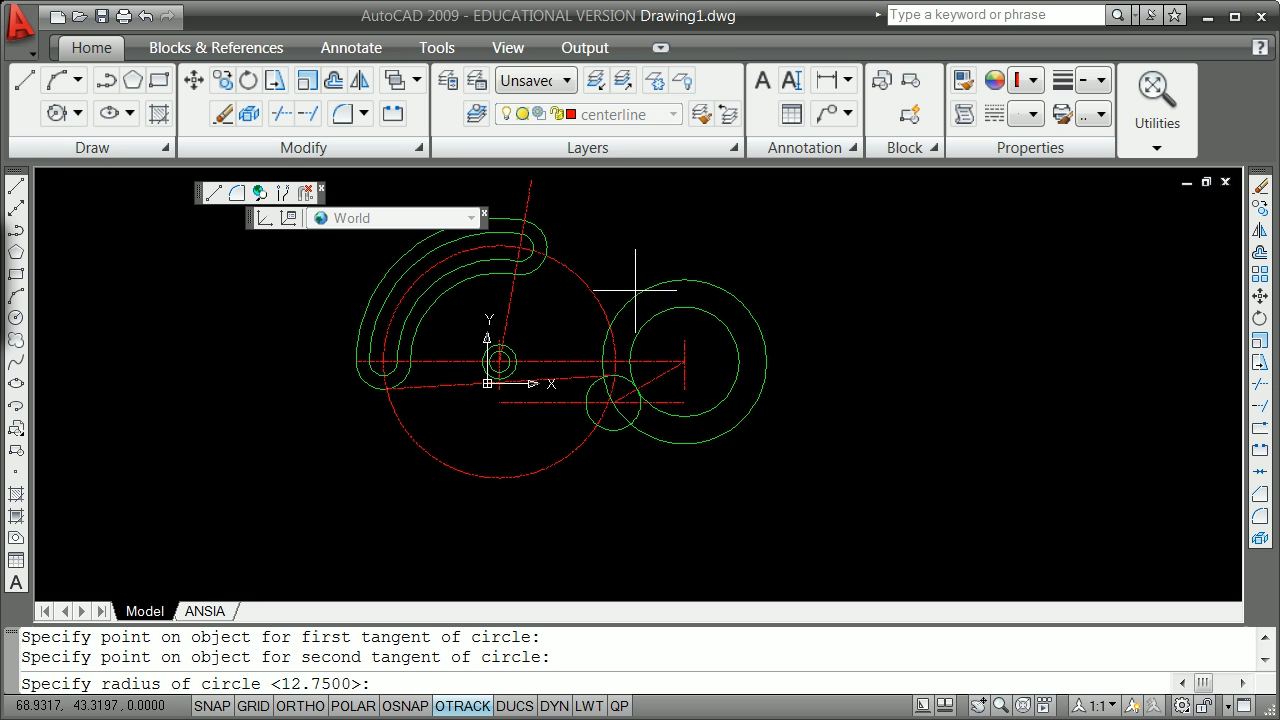 AutoCAD 2009 - EDUCATIONAL VERSION Drawing1.dwg
Type a keyword or phrase
Home Blocks & References Annotate Tools View Output
Unsaved
centerline
Utilities
Draw Modify Layers Annotation Block Properties
World
Y
X
Model ANSIA
Specify point on object for first tangent of circle:
Specify point on object for second tangent of circle:
Specify radius of circle <12.7500>:
68.9317, 43.3197, 0.0000 SNAP GRID ORTHO POLAR OSNAP OTRACK DUCS DYN LWT QP 1:1